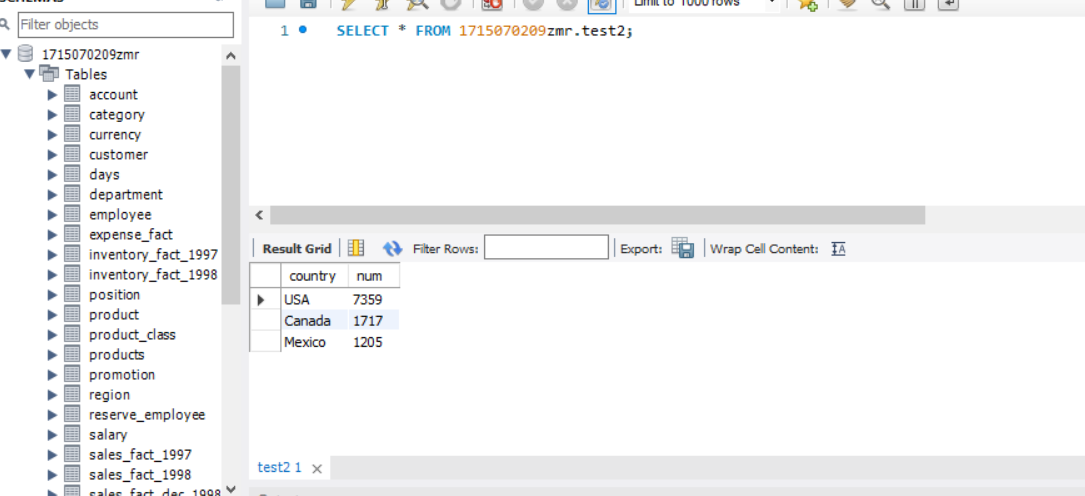 SCHEMAS
Filter objects
1715070209zmr
Tables
account
category
currency
customer
days
department
employee
expense_fact
inventory_fact_1997
inventory_fact_1998
position
product
product_class
products
promotion
region
reserve_employee
salary
sales_fact_1997
sales_fact_1998
sales_fact_dec_1998
Limit to 1000 rows
1 SELECT * FROM 1715070209zmr.test2;
Result Grid Filter Rows: Export: Wrap Cell Content:
country num
USA 7359
Canada 1717
Mexico 1205
test2 1